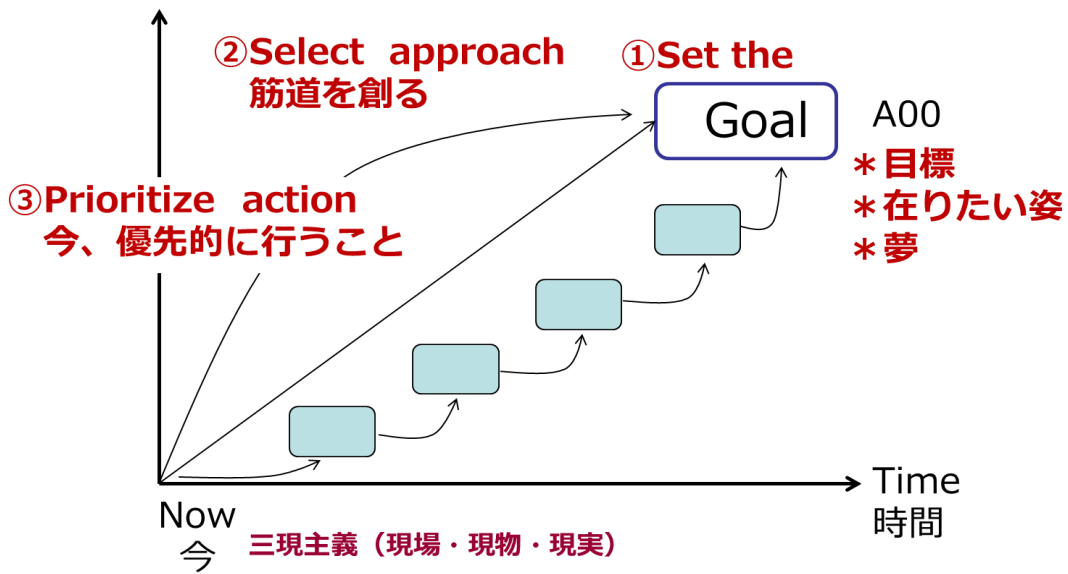 ②Select approach
筋道を創る
①Set the
Goal
A00
＊目標
＊在りたい姿
＊夢
③Prioritize action
今、優先的に行うこと
Now
今
三現主義（現場・現物・現実）
Time
時間